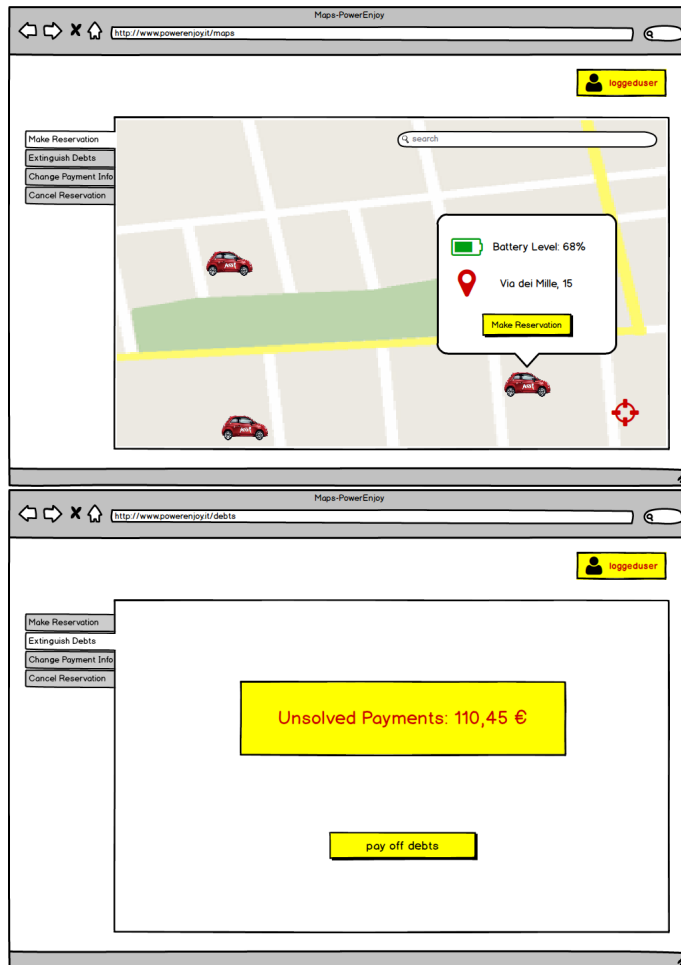 Maps-PowerEnjoy
http://www.powerenjoy.it/maps
loggeduser
Make Reservation
Extinguish Debts
Change Payment Info
Cancel Reservation
search
Battery Level: 68%
Via dei Mille, 15
Make Reservation
Maps-PowerEnjoy
http://www.powerenjoy.it/debts
loggeduser
Make Reservation
Extinguish Debts
Change Payment Info
Cancel Reservation
Unsolved Payments: 110,45 €
pay off debts